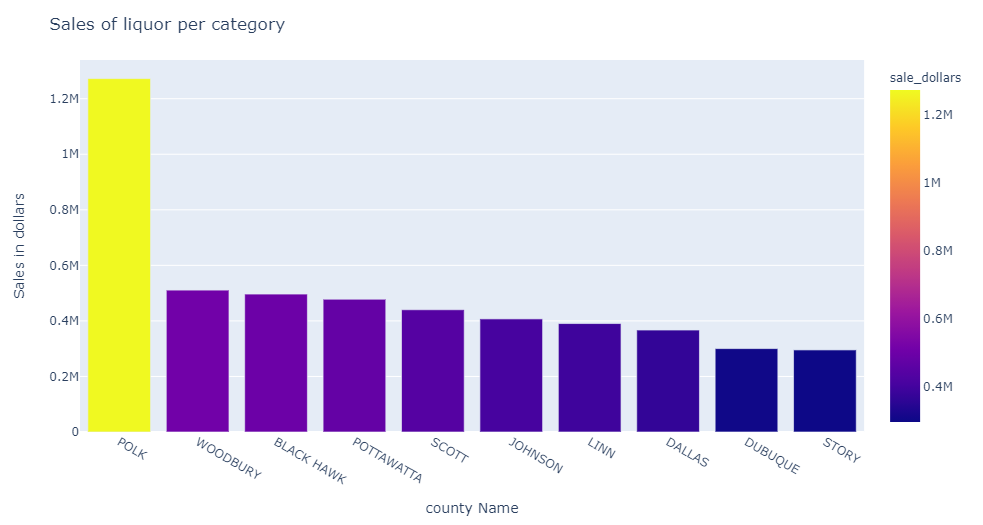 Sales of liquor per category
sale_dollars
1.2M
1M
0.8M
0.6M
0.4M
0.2M
0
Sales in dollars
1.2M
1M
0.8M
0.6M
0.4M
POLK
WOODBURY
BLACK HAWK
POTTAWATTA
SCOTT
JOHNSON
LINN
DALLAS
DUBUQUE
STORY
county Name